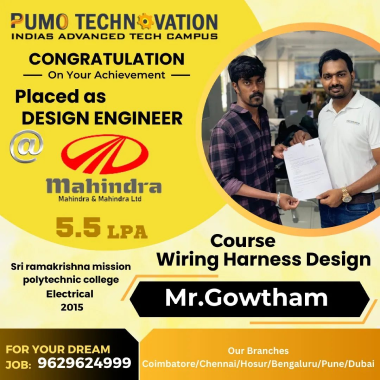 PUMO TECHNOVATION
INDIAS ADVANCED TECH CAMPUS
CONGRATULATION
On Your Achievement
Placed as
DESIGN ENGINEER
@
Mahindra
Mahindra & Mahindra Ltd
5.5 LPA
Course
Wiring Harness Design
Sri ramakrishna mission
polytechnic college
Electrical
2015
Mr.Gowtham
FOR YOUR DREAM
JOB: 9629624999
Our Branches
Coimbatore/Chennai/Hosur/Bengaluru/Pune/Dubai